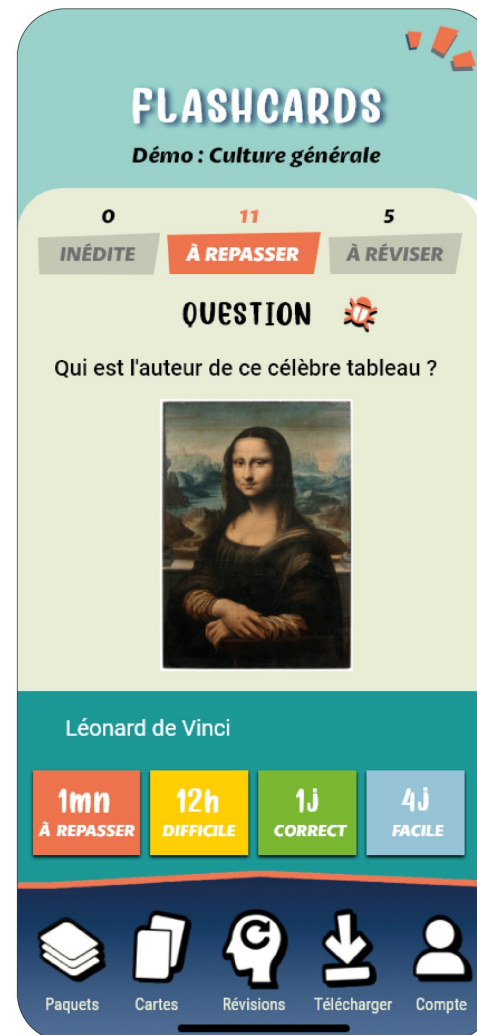 FLASHCARDS
Démo : Culture générale
0 11 5
INÉDITE À REPASSER À RÉVISER
QUESTION
Qui est l'auteur de ce célèbre tableau ?
Léonard de Vinci
1mn 12h 1j 4j
À REPASSER DIFFICILE CORRECT FACILE
Paquets Cartes Révisions Télécharger Compte